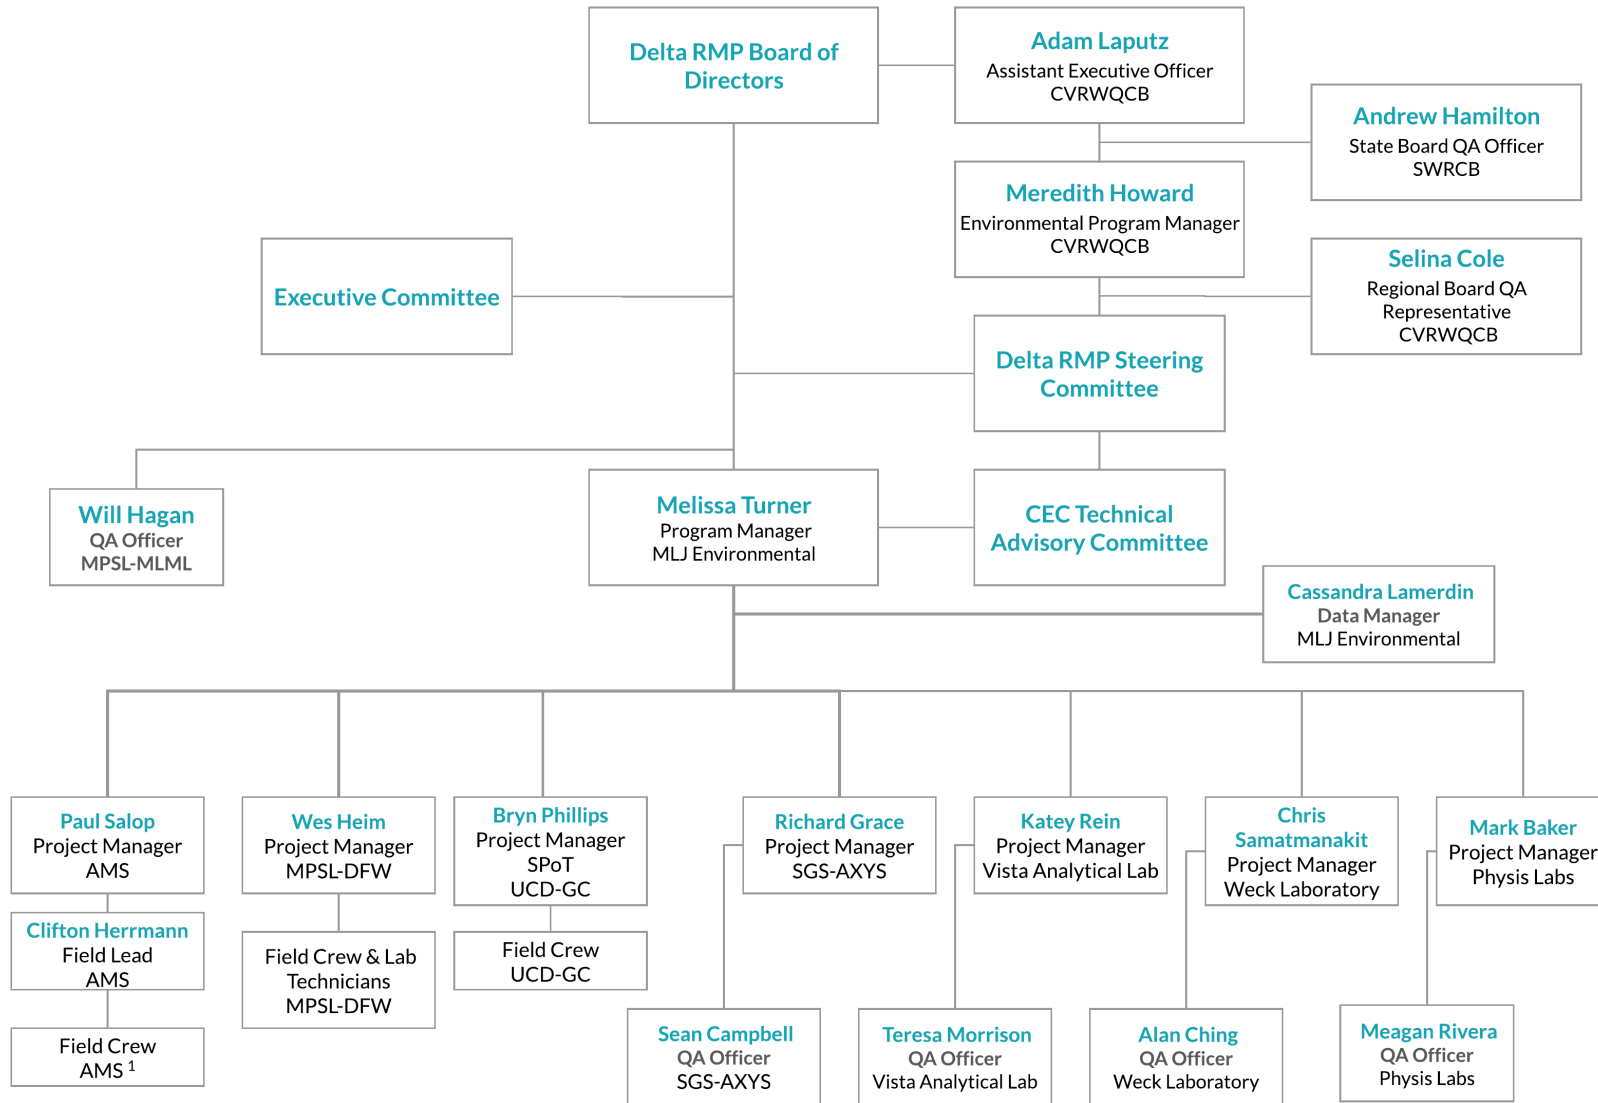 Delta RMP Board of
Directors
Adam Laputz
Assistant Executive Officer
CVRWQCB
Andrew Hamilton
State Board QA Officer
SWRCB
Meredith Howard
Environmental Program Manager
CVRWQCB
Executive Committee
Selina Cole
Regional Board QA
Representative
CVRWQCB
Delta RMP Steering
Committee
Will Hagan
QA Officer
MPSL-MLML
Melissa Turner
Program Manager
MLJ Environmental
CEC Technical
Advisory Committee
Cassandra Lamerdin
Data Manager
MLJ Environmental
Paul Salop
Project Manager
AMS
Wes Heim
Project Manager
MPSL-DFW
Bryn Phillips
Project Manager
SPoT
UCD-GC
Richard Grace
Project Manager
SGS-AXYS
Katey Rein
Project Manager
Vista Analytical Lab
Chris
Samatmanakit
Project Manager
Weck Laboratory
Mark Baker
Project Manager
Physis Labs
Clifton Herrmann
Field Lead
AMS
Field Crew & Lab
Technicians
MPSL-DFW
Field Crew
UCD-GC
Field Crew
AMS 1
Sean Campbell
QA Officer
SGS-AXYS
Teresa Morrison
QA Officer
Vista Analytical Lab
Alan Ching
QA Officer
Weck Laboratory
Meagan Rivera
QA Officer
Physis Labs